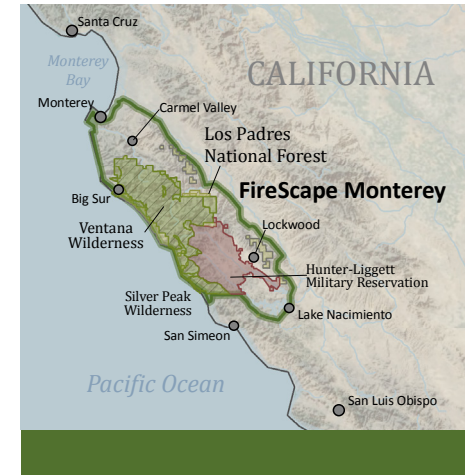 Santa Cruz
Monterey
Bay
CALIFORNIA
Monterey
Carmel Valley
Los Padres
National Forest
FireScape Monterey
Big Sur
Ventana
Wilderness
Lockwood
Hunter-Liggett
Military Reservation
Silver Peak
Wilderness
Lake Nacimiento
San Simeon
Pacific Ocean
San Luis Obispo